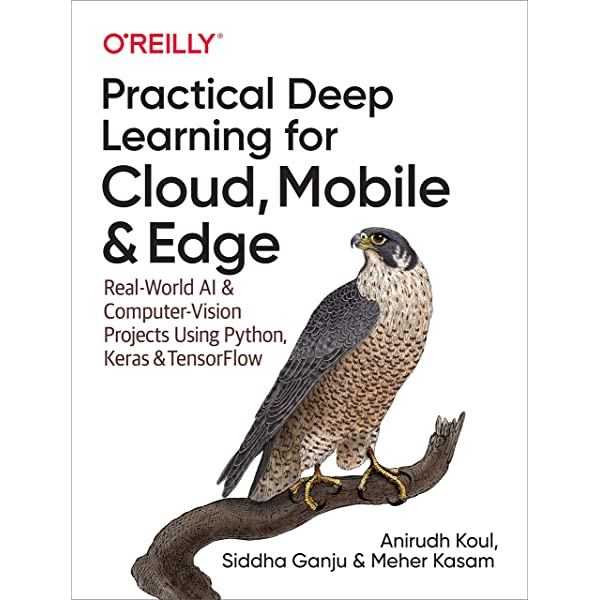 O'REILLY®
Practical Deep
Learning for
Cloud, Mobile
& Edge
Real-World AI &
Computer-Vision
Projects Using Python,
Keras & TensorFlow
Anirudh Koul,
Siddha Ganju & Meher Kasam